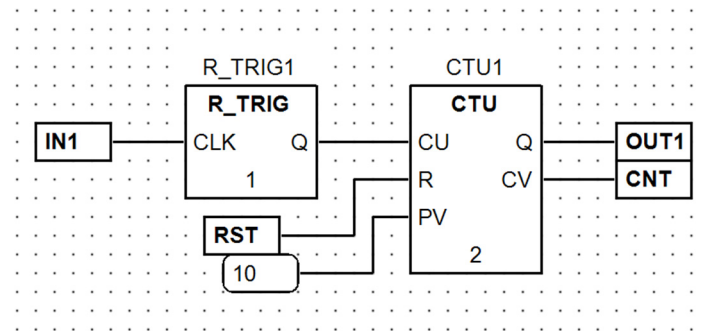 R_TRIG1 CTU1
R_TRIG CTU
IN1 CLK Q CU Q OUT1
1 R CV CNT
PV
RST
10 2